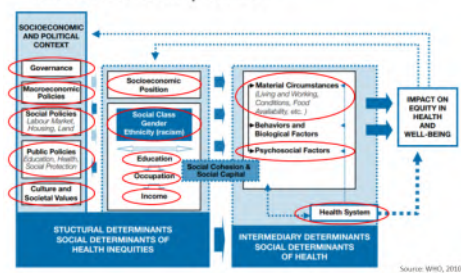 SOCIOECONOMIC
AND POLITICAL
CONTEXT
Governance
Macroeconomic
Policies
Social Policies
Labour Market,
Housing, Land
Public Policies
Education, Health,
Social Protection
Culture and
Societal Values
Socioeconomic
Position
Social Class
Gender
Ethnicity (racism)
Education
Occupation
Income
Social Cohesion &
Social Capital
Material Circumstances
(Living and Working,
Conditions, Food
Availability, etc. )
Behaviors and
Biological Factors
Psychosocial Factors
Health System
IMPACT ON
EQUITY IN
HEALTH
AND
WELL-BEING
STUCTURAL DETERMINANTS
SOCIAL DETERMINANTS OF
HEALTH INEQUITIES
INTERMEDIARY DETERMINANTS
SOCIAL DETERMINANTS
OF HEALTH
Source: WHO, 2010